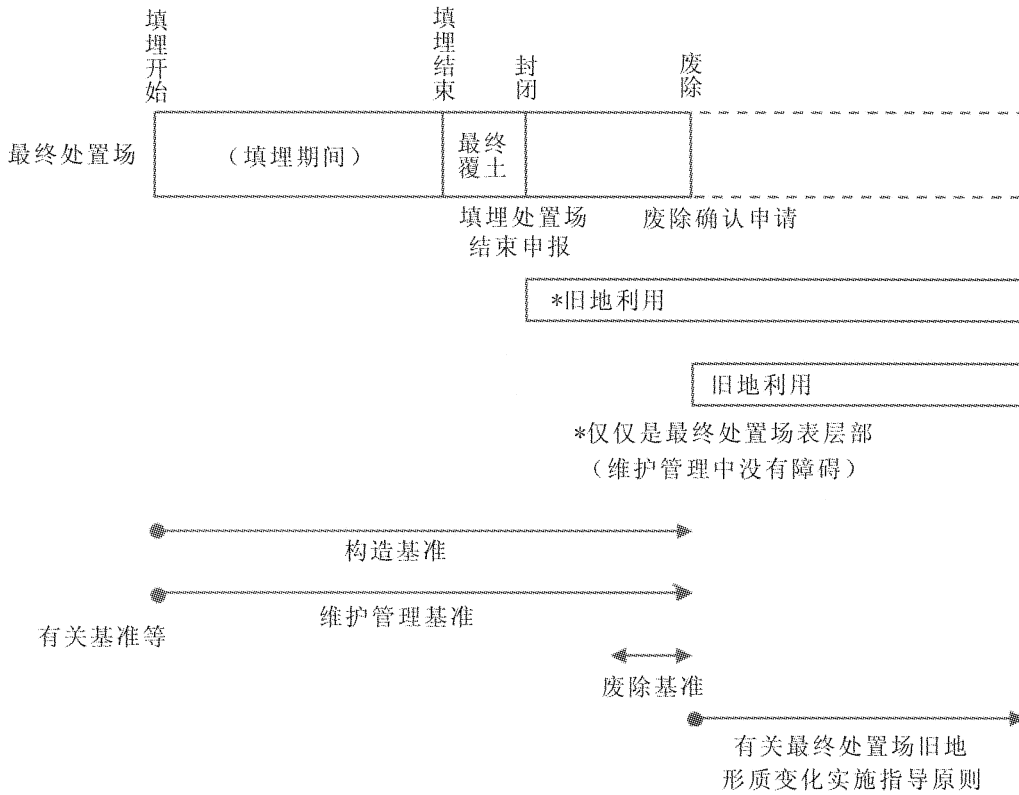 填埋开始
填埋结束
封闭
废除
最终处置场
（填埋期间）
最终
覆土
填埋处置场
结束申报
废除确认申请
*旧地利用
旧地利用
*仅仅是最终处置场表层部
（维护管理中没有障碍）
构造基准
维护管理基准
有关基准等
废除基准
有关最终处置场旧地
形质变化实施指导原则